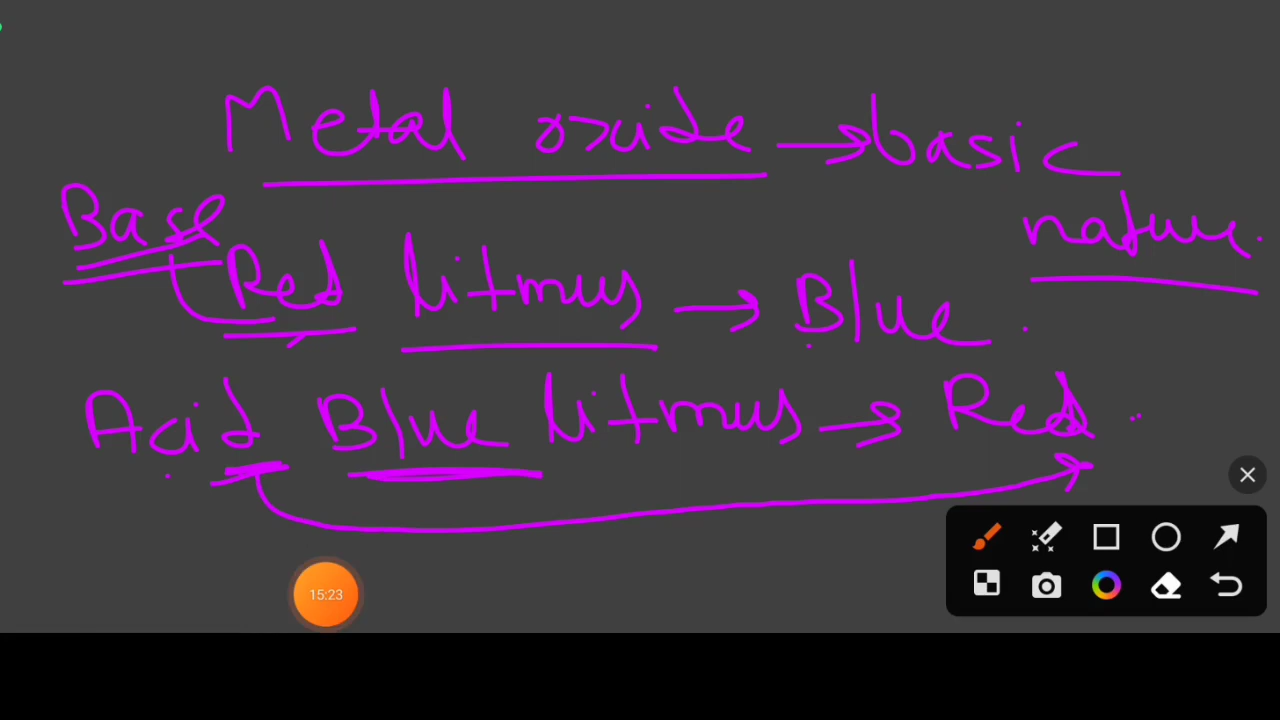 Metal oxide → basic
nature.
Base
Red litmus → Blue.
Acid Blue litmus → Red.
15:23